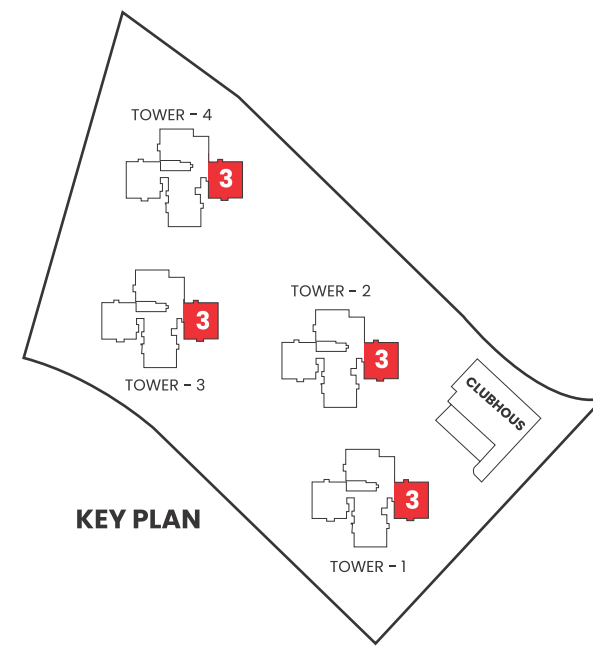 TOWER - 4
3
3
TOWER - 3
TOWER - 2
3
CLUBHOUS
3
TOWER - 1
KEY PLAN